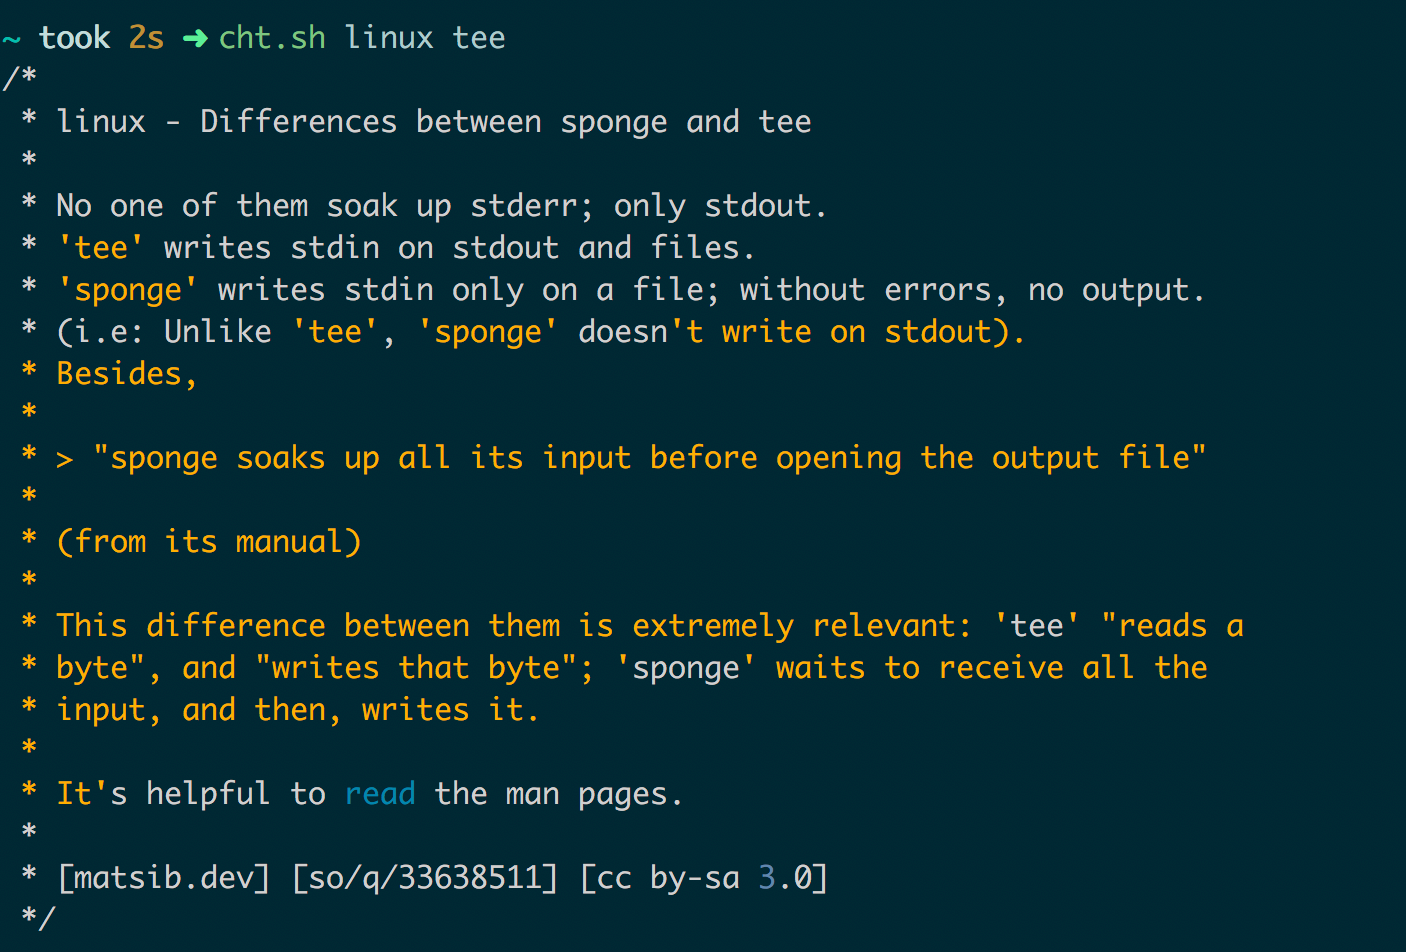 ~ took 2s ➜ cht.sh linux tee
/*
 * linux - Differences between sponge and tee
 *
 * No one of them soak up stderr; only stdout.
 * 'tee' writes stdin on stdout and files.
 * 'sponge' writes stdin only on a file; without errors, no output.
 * (i.e: Unlike 'tee', 'sponge' doesn't write on stdout).
 * Besides,
 *
 * > "sponge soaks up all its input before opening the output file"
 *
 * (from its manual)
 *
 * This difference between them is extremely relevant: 'tee' "reads a
 * byte", and "writes that byte"; 'sponge' waits to receive all the
 * input, and then, writes it.
 *
 * It's helpful to read the man pages.
 *
 * [matsib.dev] [so/q/33638511] [cc by-sa 3.0]
 */